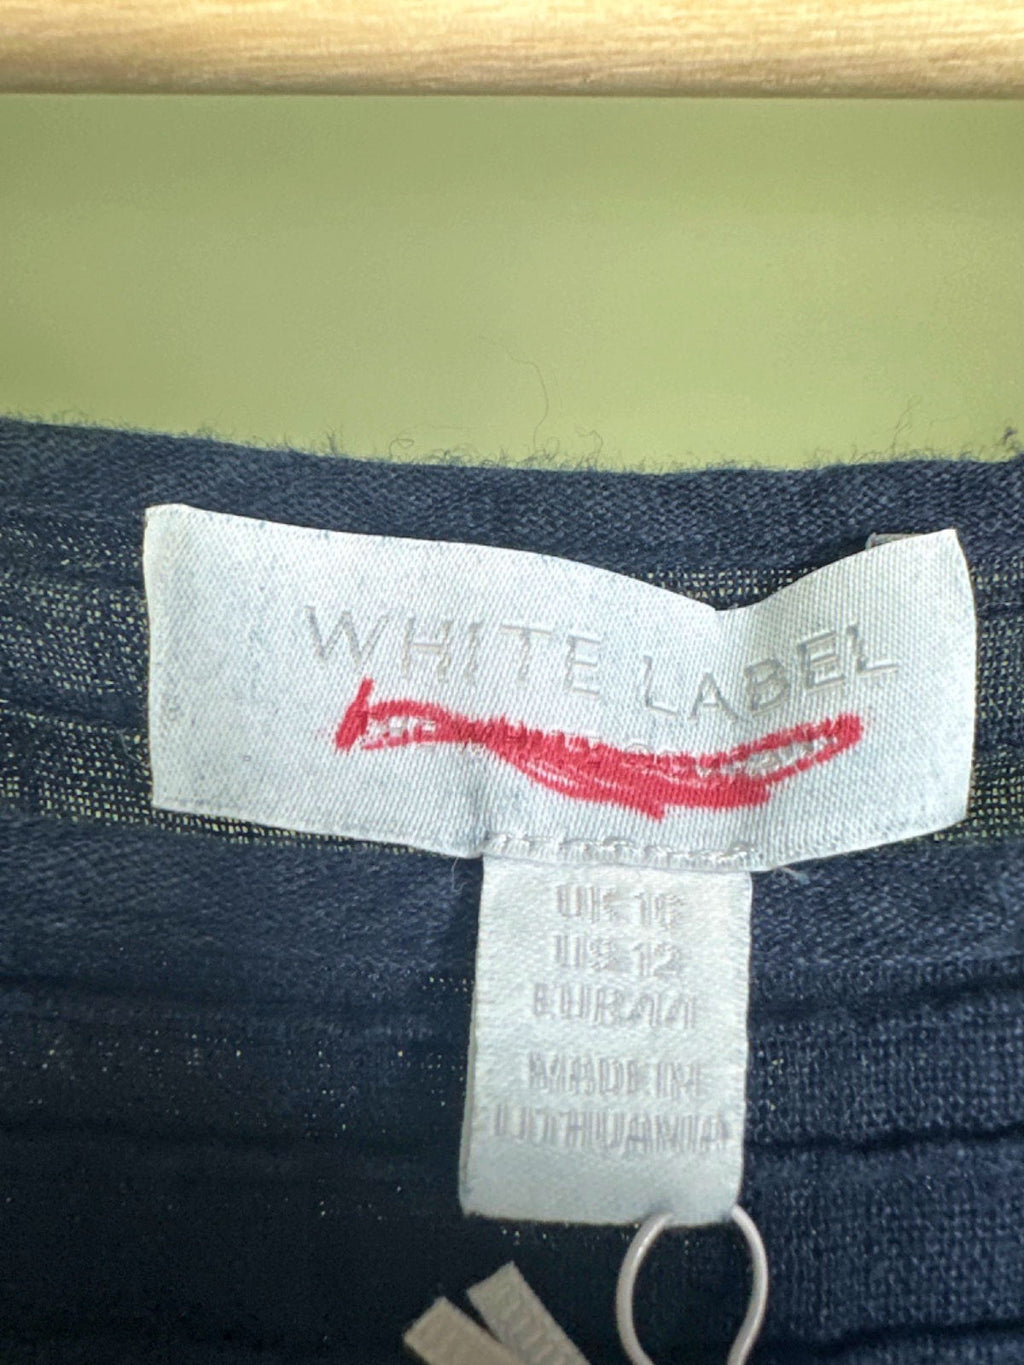 WHITE LABEL
UK 16
US 12
EUR 44
MADE IN
LITHUANIA